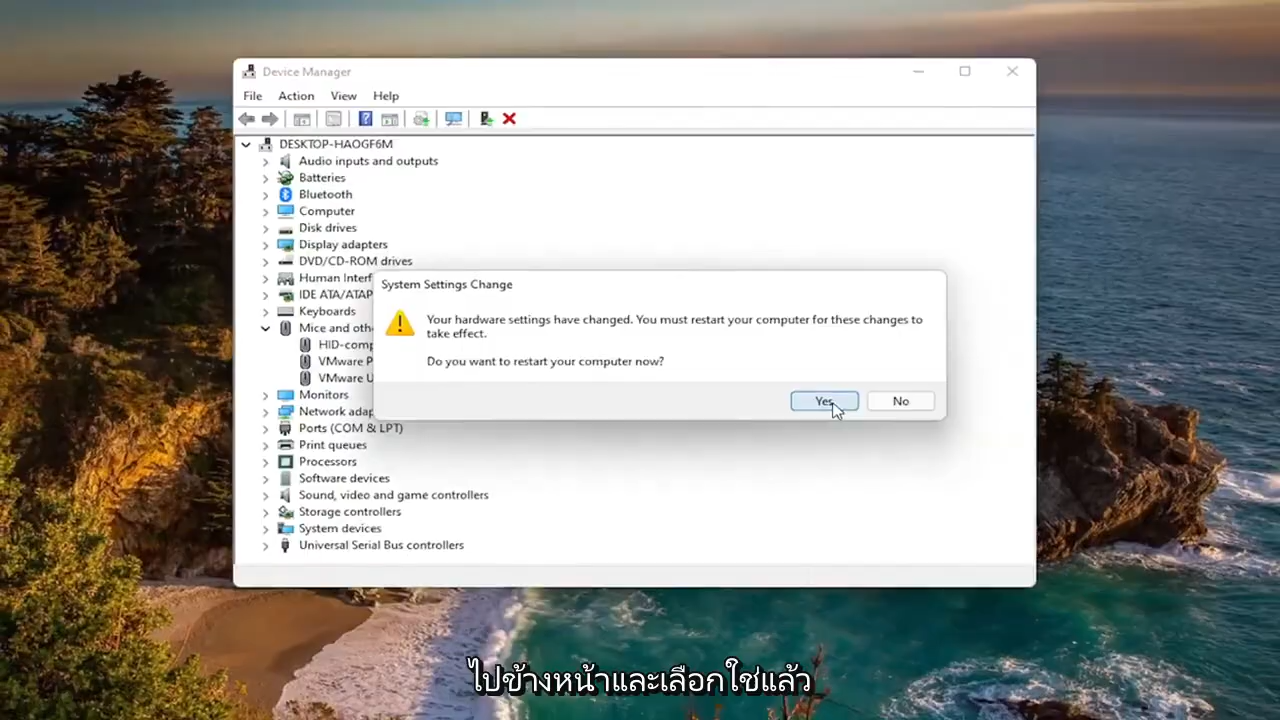 Device Manager
File Action View Help
DESKTOP-HAOGF6M
Audio inputs and outputs
Batteries
Bluetooth
Computer
Disk drives
Display adapters
DVD/CD-ROM drives
Human Interf
IDE ATA/ATAP
Keyboards
Mice and othe
HID-comp
VMware P
VMware U
Monitors
Network adap
Ports (COM & LPT)
Print queues
Processors
Software devices
Sound, video and game controllers
Storage controllers
System devices
Universal Serial Bus controllers
System Settings Change
Your hardware settings have changed. You must restart your computer for these changes to
take effect.
Do you want to restart your computer now?
Yes No
ไปข้างหน้าและเลือกใช่แล้ว